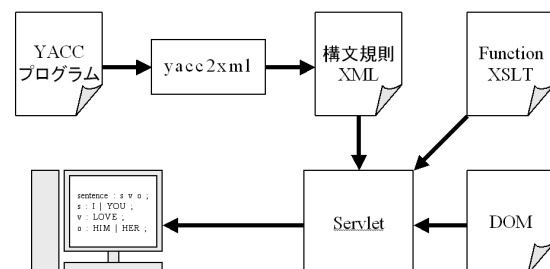 YACC
プログラム
yacc2xml
構文規則
XML
Function
XSLT
sentence : s v o ;
s : I | YOU ;
v : LOVE ;
o : HIM | HER ;
Servlet
DOM